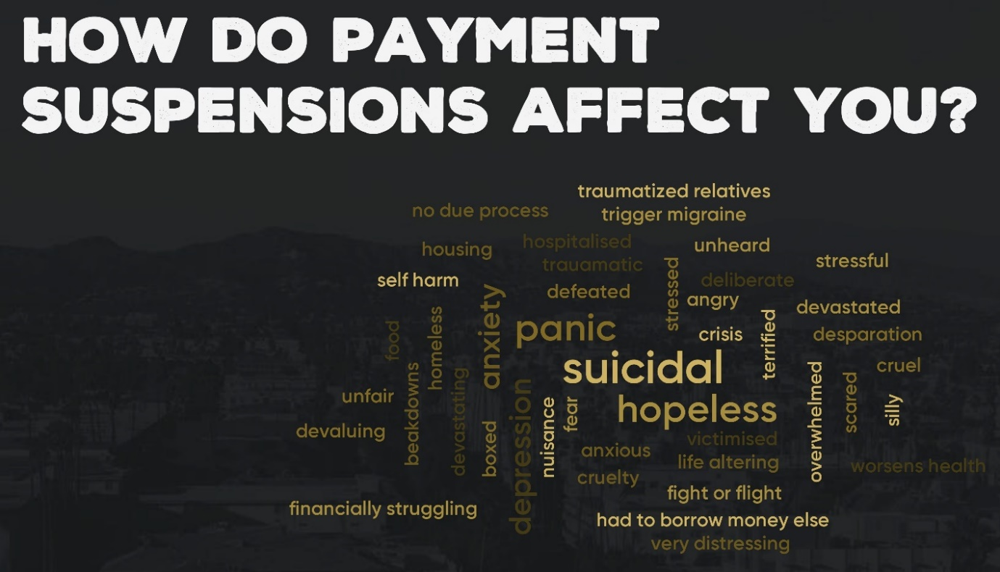 HOW DO PAYMENT
SUSPENSIONS AFFECT YOU?
traumatized relatives
no due process
trigger migraine
hospitalised
unheard
housing
trauamatic
stressful
stressed
self harm
deliberate
defeated
angry
anxiety
devastated
homeless
panic
terrified
crisis
desparation
food
suicidal
cruel
beakdowns
devastating
overwhelmed
scared
depression
unfair
nuisance
fear
hopeless
silly
boxed
devaluing
victimised
anxious
life altering
worsens health
cruelty
fight or flight
financially struggling
had to borrow money else
very distressing